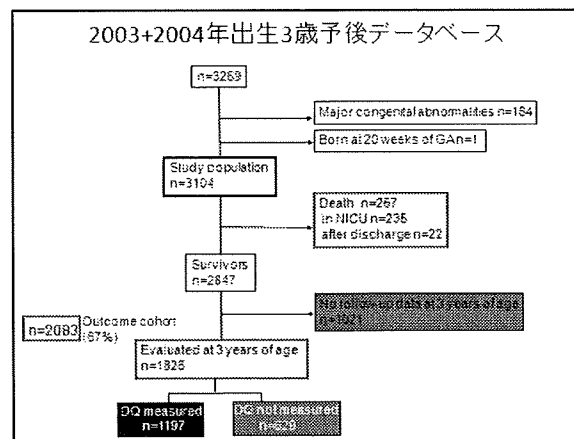 2003+2004年出生3歳予後データベース
n=3269
Major congenital abnormalities n=164
Born at 20 weeks of GA n=1
Study population
n=3104
Death n=257
in NICU n=235
after discharge n=22
Survivors
n=2847
No follow up data at 3 years of age
n=1021
n=2083
Outcome cohort
(67%)
Evaluated at 3 years of age
n=1826
DQ measured
n=1197
DQ not measured
n=629